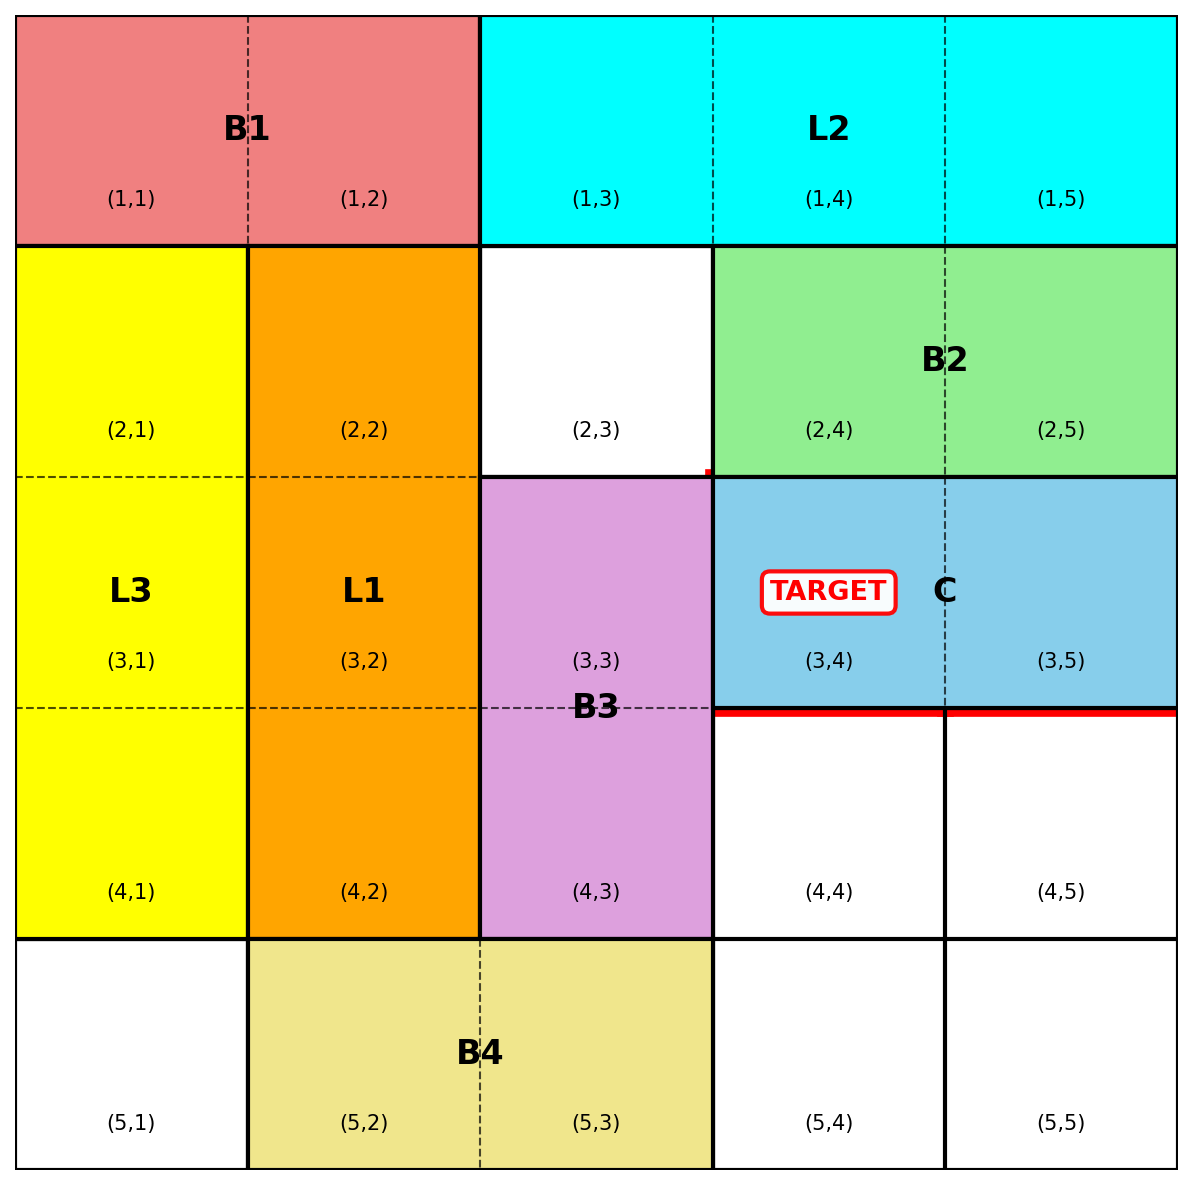 B1
L2
(1,1)
(1,2)
(1,3)
(1,4)
(1,5)
B2
(2,1)
(2,2)
(2,3)
(2,4)
(2,5)
L3
L1
TARGET
C
(3,1)
(3,2)
(3,3)
(3,4)
(3,5)
B3
(4,1)
(4,2)
(4,3)
(4,4)
(4,5)
B4
(5,1)
(5,2)
(5,3)
(5,4)
(5,5)